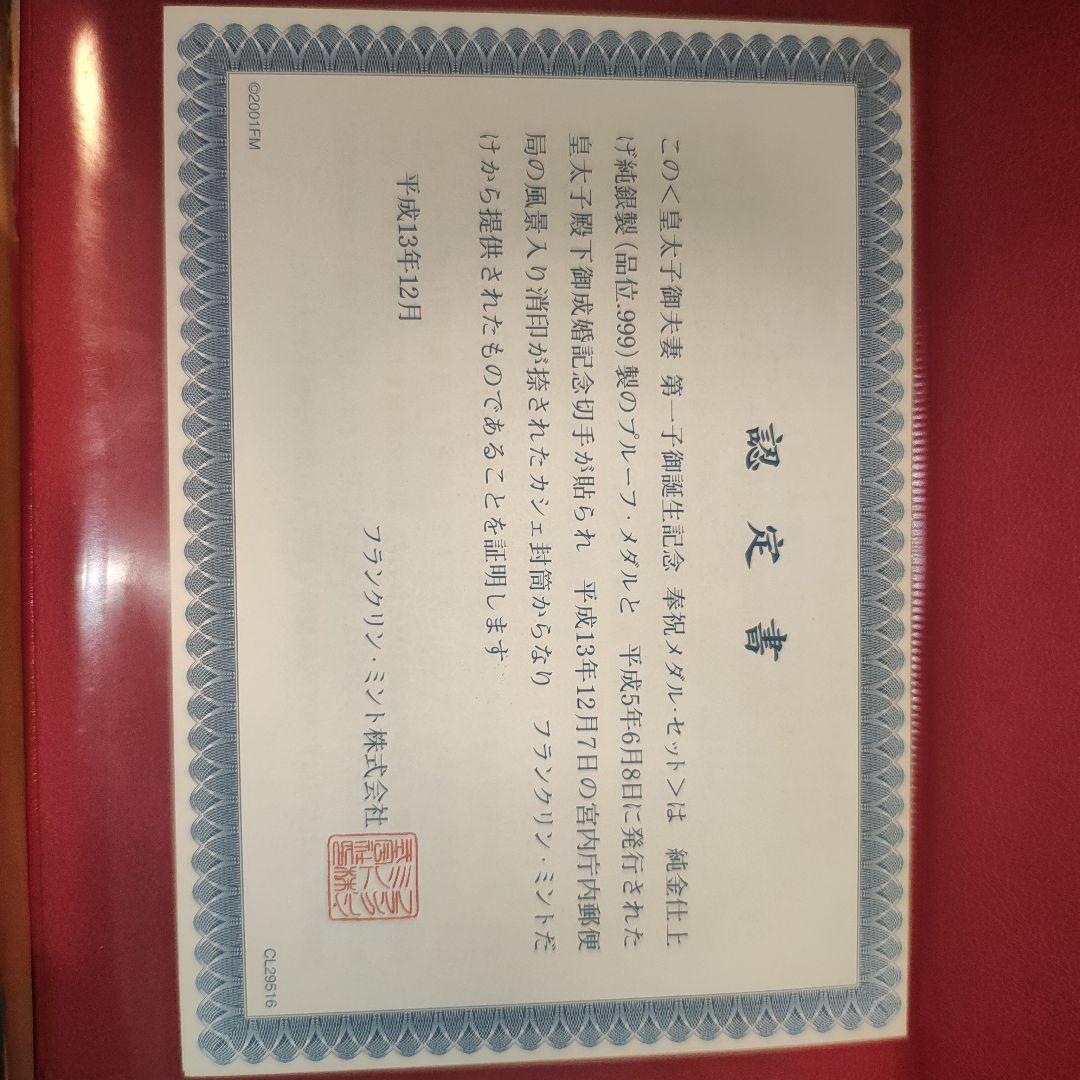 認定書
この＜皇太子御夫妻 第一子御誕生記念 奉祝メダル・セット＞は 純金仕上
げ純銀製(品位.999)製のプルーフ・メダルと 平成5年6月8日に発行された
皇太子殿下御成婚記念切手が貼られ 平成13年12月7日の宮内庁内郵便
局の風景入り消印が捺されたカシェ封筒からなり フランクリン・ミントだ
けから提供されたものであることを証明します
平成13年12月
フランクリン・ミント株式会社
©2001FM
CL29516